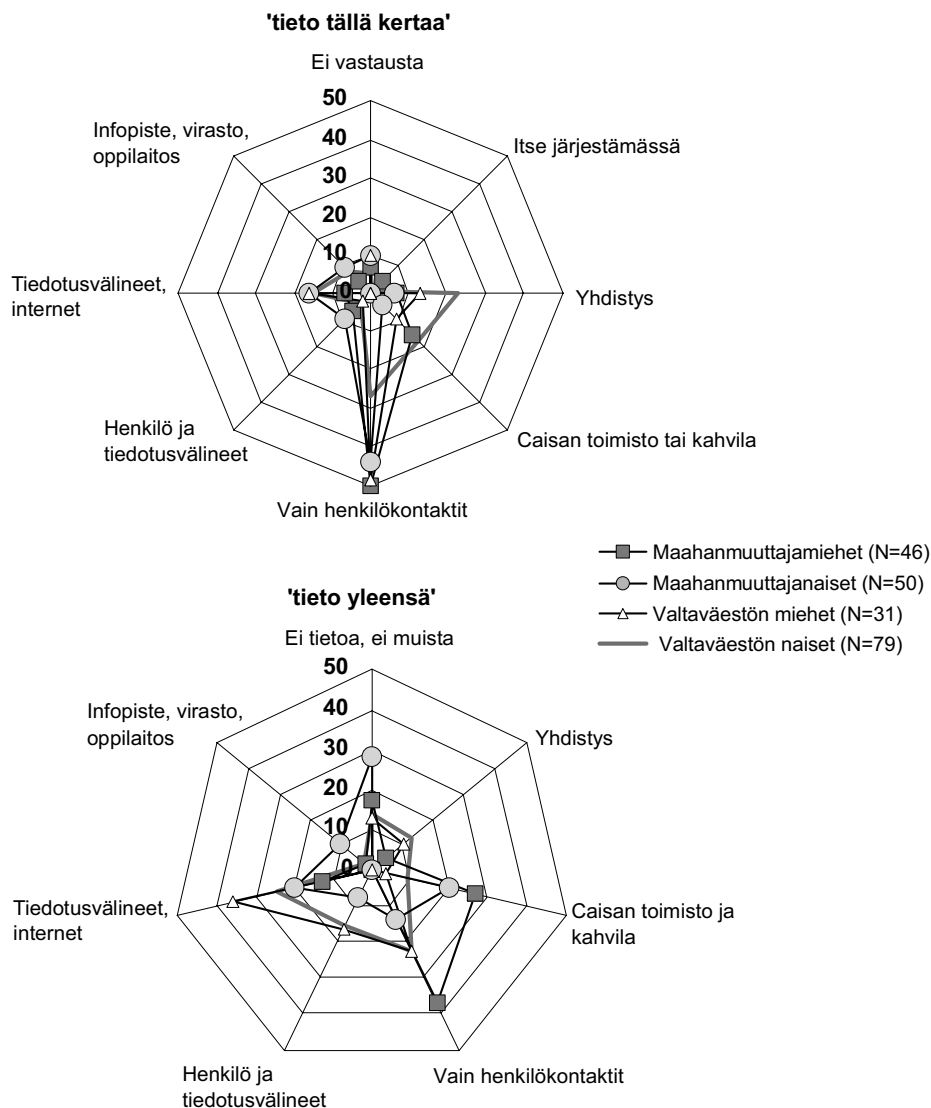 'tieto tällä kertaa'
Ei vastausta
50
40
30
20
10
0
Infopiste, virasto,
oppilaitos
Itse järjestämässä
Tiedotusvälineet,
internet
Yhdistys
Henkilö ja
tiedotusvälineet
Caisan toimisto tai kahvila
Vain henkilökontaktit
Maahanmuuttajamiehet (N=46)
Maahanmuuttajanaiset (N=50)
Valtaväestön miehet (N=31)
Valtaväestön naiset (N=79)
'tieto yleensä'
Ei tietoa, ei muista
50
40
30
20
10
0
Infopiste, virasto,
oppilaitos
Yhdistys
Tiedotusvälineet,
internet
Caisan toimisto ja
kahvila
Henkilö ja
tiedotusvälineet
Vain henkilökontaktit